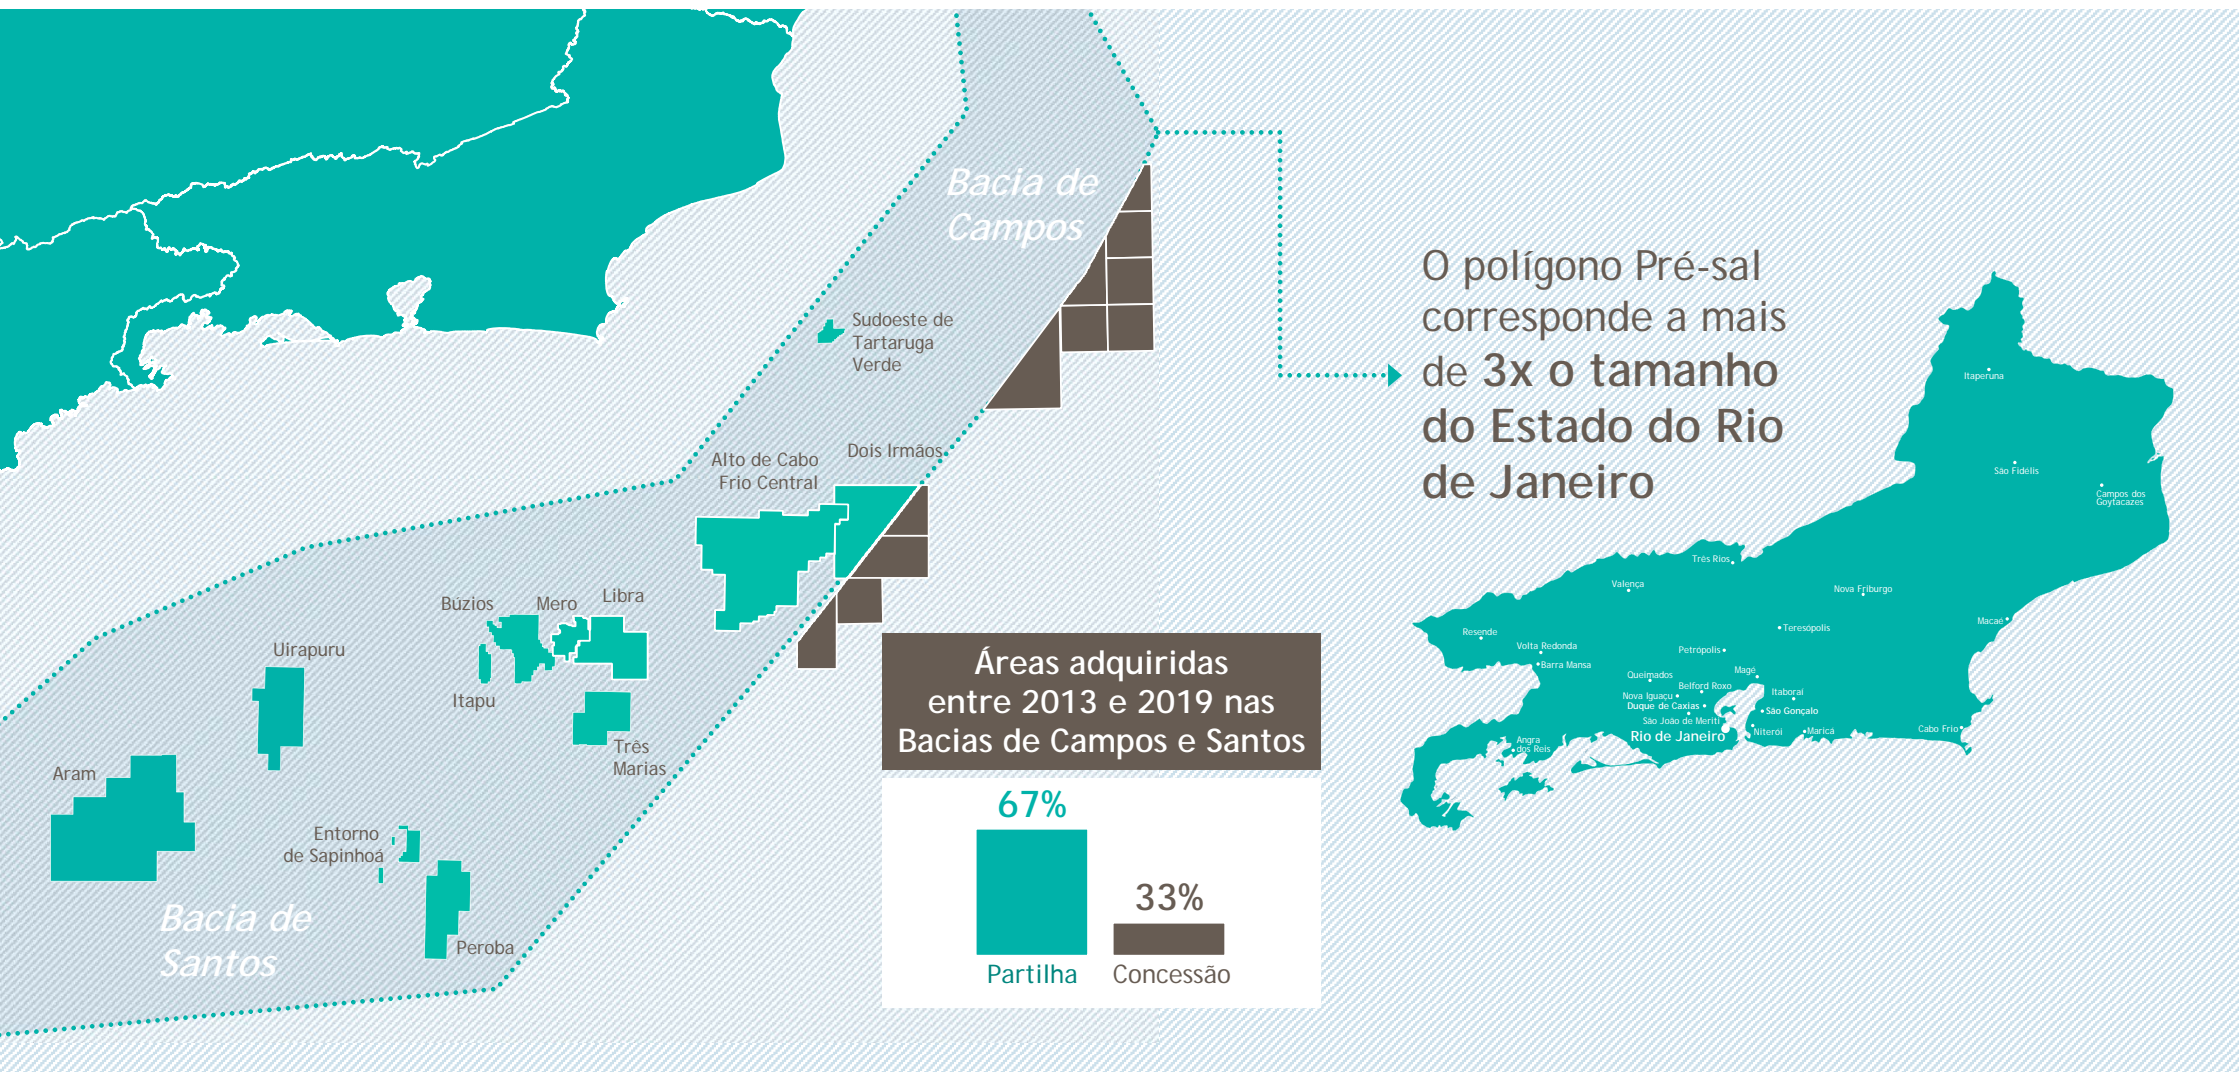 Bacia de
Campos
Sudoeste de
Tartaruga
Verde
Dois Irmãos
Alto de Cabo
Frio Central
Búzios
Mero
Libra
Uirapuru
Itapu
Três
Marias
Aram
Entorno
de Sapinhoá
Peroba
Bacia de
Santos
Áreas adquiridas
entre 2013 e 2019 nas
Bacias de Campos e Santos
67%
33%
Partilha
Concessão
O polígono Pré-sal
corresponde a mais
de 3x o tamanho
do Estado do Rio
de Janeiro
Itaperuna
São Fidélis
Campos dos
Goytacazes
Três Rios
Valença
Nova Friburgo
Macaé
Resende
Teresópolis
Volta Redonda
Petrópolis
Barra Mansa
Magé
Queimados
Belford Roxo
Itaboraí
Nova Iguaçu
Duque de Caxias
São Gonçalo
São João de Meriti
Rio de Janeiro
Niterói
Maricá
Cabo Frio
Angra
dos Reis